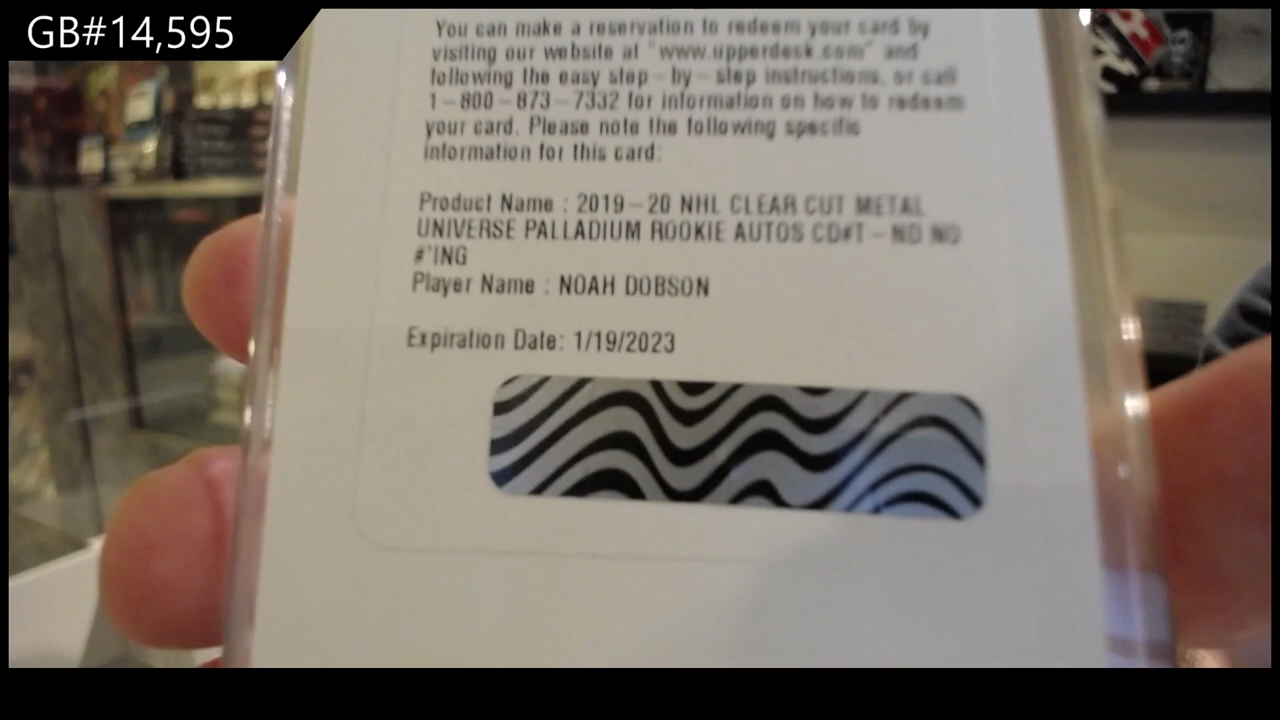 GB#14,595
You can make a reservation to redeem your card by
visiting our website at "www.upperdeck.com" and
following the easy step-by-step instructions, or call
1-800-873-7332 for information on how to redeem
your card. Please note the following specific
information for this card:
Product Name : 2019-20 NHL CLEAR CUT METAL
UNIVERSE PALLADIUM ROOKIE AUTOS CD#T - ND NO
#'ING
Player Name : NOAH DOBSON
Expiration Date: 1/19/2023